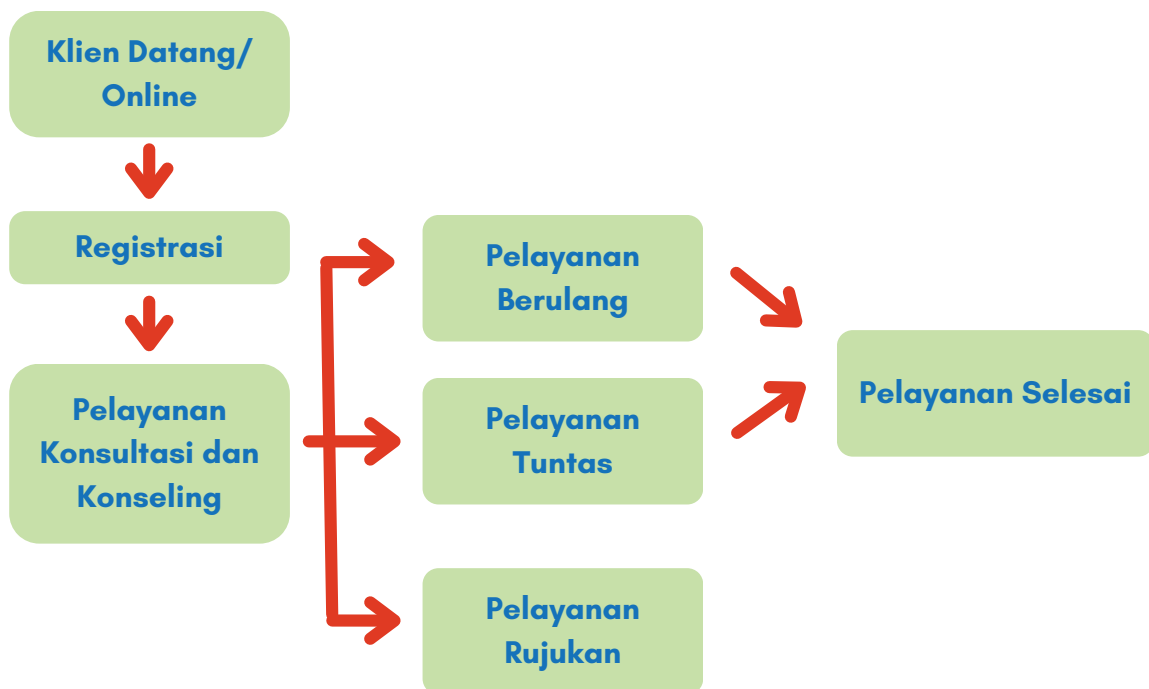 Klien Datang/
Online
Registrasi
Pelayanan
Konsultasi dan
Konseling
Pelayanan
Berulang
Pelayanan
Tuntas
Pelayanan
Rujukan
Pelayanan Selesai